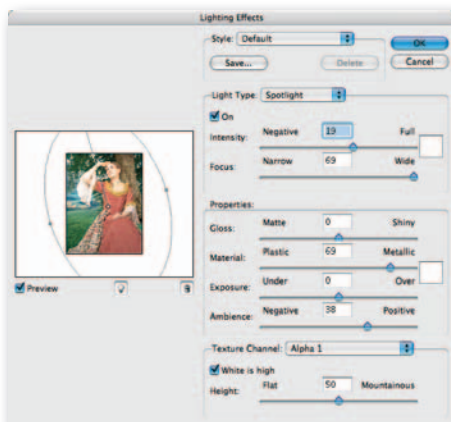 Lighting Effects
Style: Default
OK
Save...
Delete
Cancel
Light Type: Spotlight
On
Intensity: Negative 19 Full
Focus: Narrow 69 Wide
Properties:
Gloss: Matte 0 Shiny
Material: Plastic 69 Metallic
Exposure: Under 0 Over
Ambience: Negative 38 Positive
Preview
Texture Channel: Alpha 1
White is high
Height: Flat 50 Mountainous